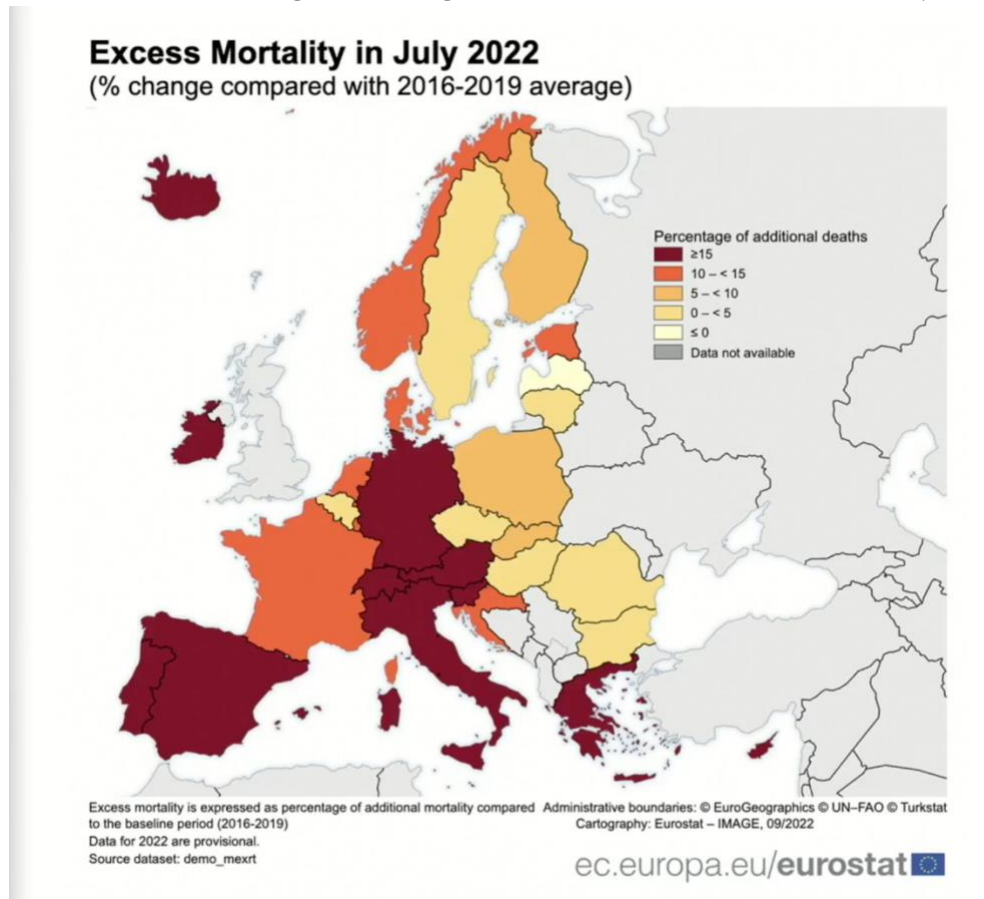 Excess Mortality in July 2022
(% change compared with 2016-2019 average)
Percentage of additional deaths
≥15
10 – < 15
5 – < 10
0 – < 5
≤ 0
Data not available
Excess mortality is expressed as percentage of additional mortality compared
to the baseline period (2016-2019)
Data for 2022 are provisional.
Source dataset: demo_mexrt
Administrative boundaries: © EuroGeographics © UN–FAO © Turkstat
Cartography: Eurostat – IMAGE, 09/2022
ec.europa.eu/eurostat